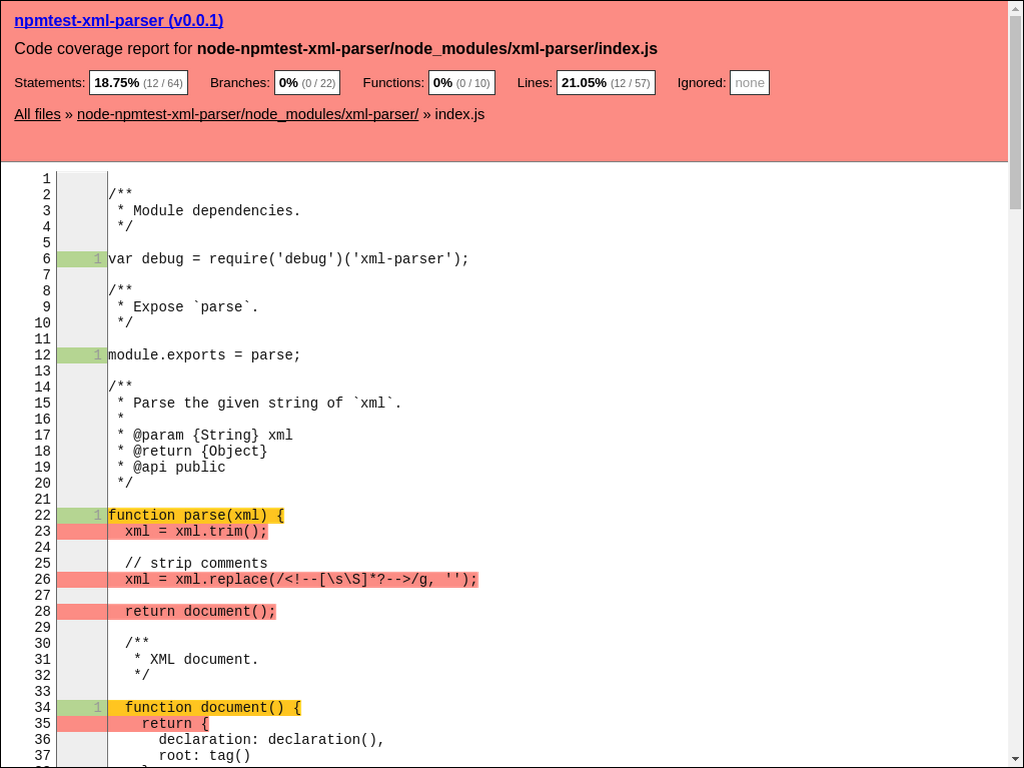 npmtest-xml-parser (v0.0.1)
Code coverage report for node-npmtest-xml-parser/node_modules/xml-parser/index.js
Statements: 18.75% (12 / 64) Branches: 0% (0 / 22) Functions: 0% (0 / 10) Lines: 21.05% (12 / 57) Ignored: none
All files » node-npmtest-xml-parser/node_modules/xml-parser/ » index.js
1
2 /**
3  * Module dependencies.
4  */
5
6 1 var debug = require('debug')('xml-parser');
7
8 /**
9  * Expose `parse`.
10  */
11
12 1 module.exports = parse;
13
14 /**
15  * Parse the given string of `xml`.
16  *
17  * @param {String} xml
18  * @return {Object}
19  * @api public
20  */
21
22 1 function parse(xml) {
23   xml = xml.trim();
24
25   // strip comments
26   xml = xml.replace(/<!--[\s\S]*?-->/g, '');
27
28   return document();
29
30   /**
31    * XML document.
32    */
33
34 1   function document() {
35     return {
36       declaration: declaration(),
37       root: tag()